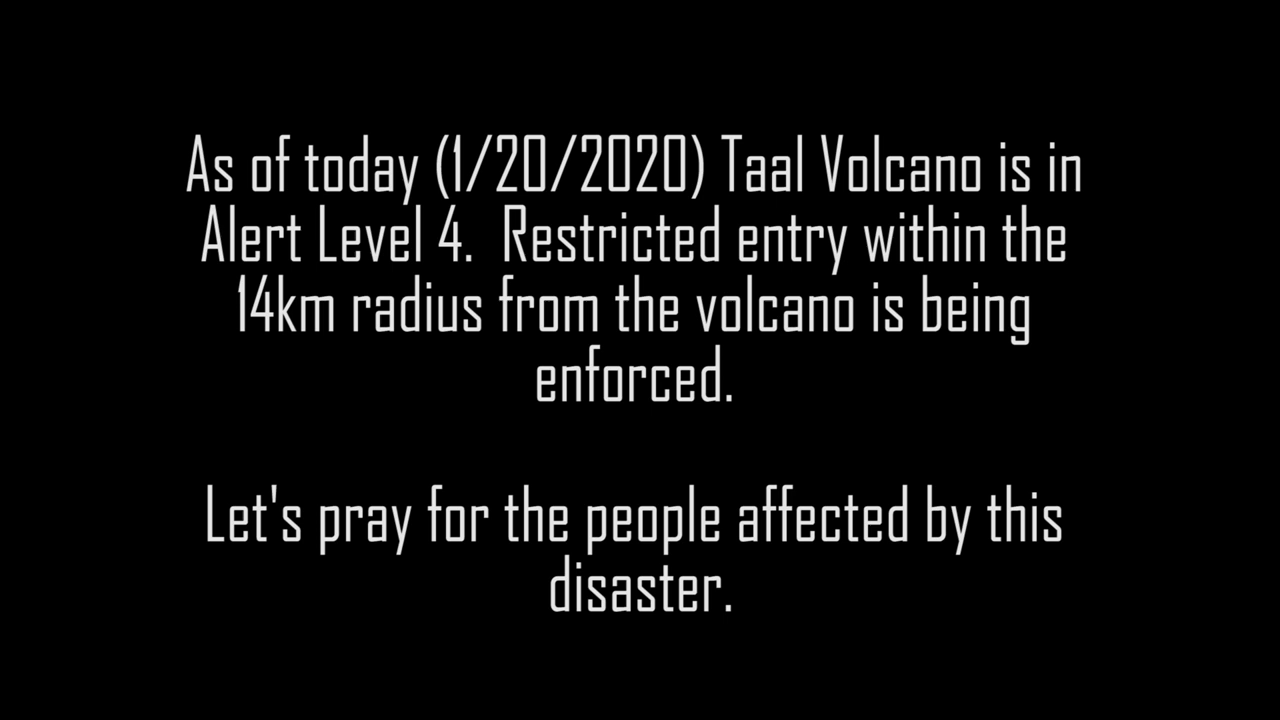 As of today (1/20/2020) Taal Volcano is in
Alert Level 4.  Restricted entry within the
14km radius from the volcano is being
enforced.
Let's pray for the people affected by this
disaster.